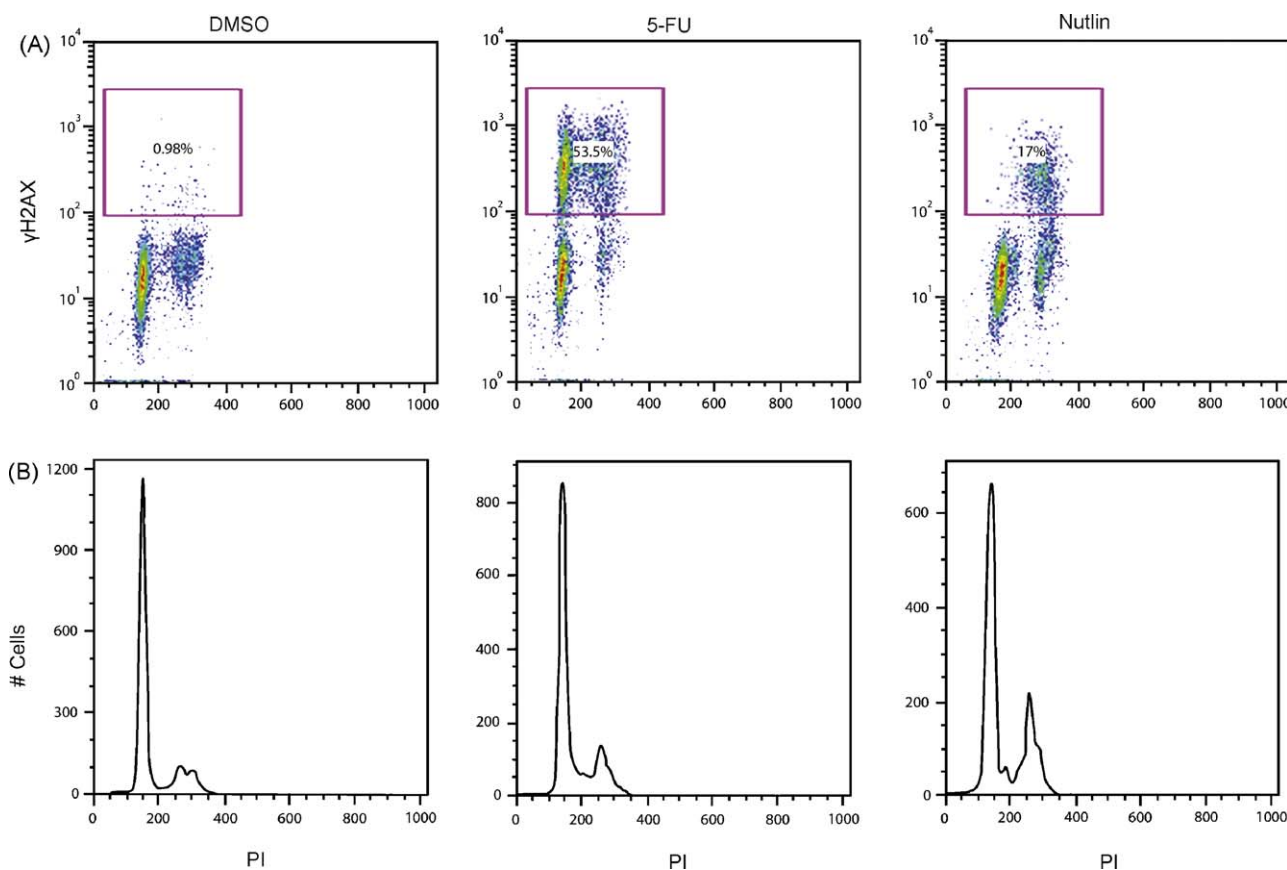 DMSO 5-FU Nutlin
(A)
10⁴ 10⁴ 10⁴
10³ 10³ 10³
0.98% 53.5% 17%
γH2AX
10² 10² 10²
10¹ 10¹ 10¹
10⁰ 10⁰ 10⁰
0 200 400 600 800 1000 0 200 400 600 800 1000 0 200 400 600 800 1000
(B)
1200
900 800 600
600 600 400
# Cells
300 400 200
200
0 0 0
0 200 400 600 800 1000 0 200 400 600 800 1000 0 200 400 600 800 1000
PI PI PI